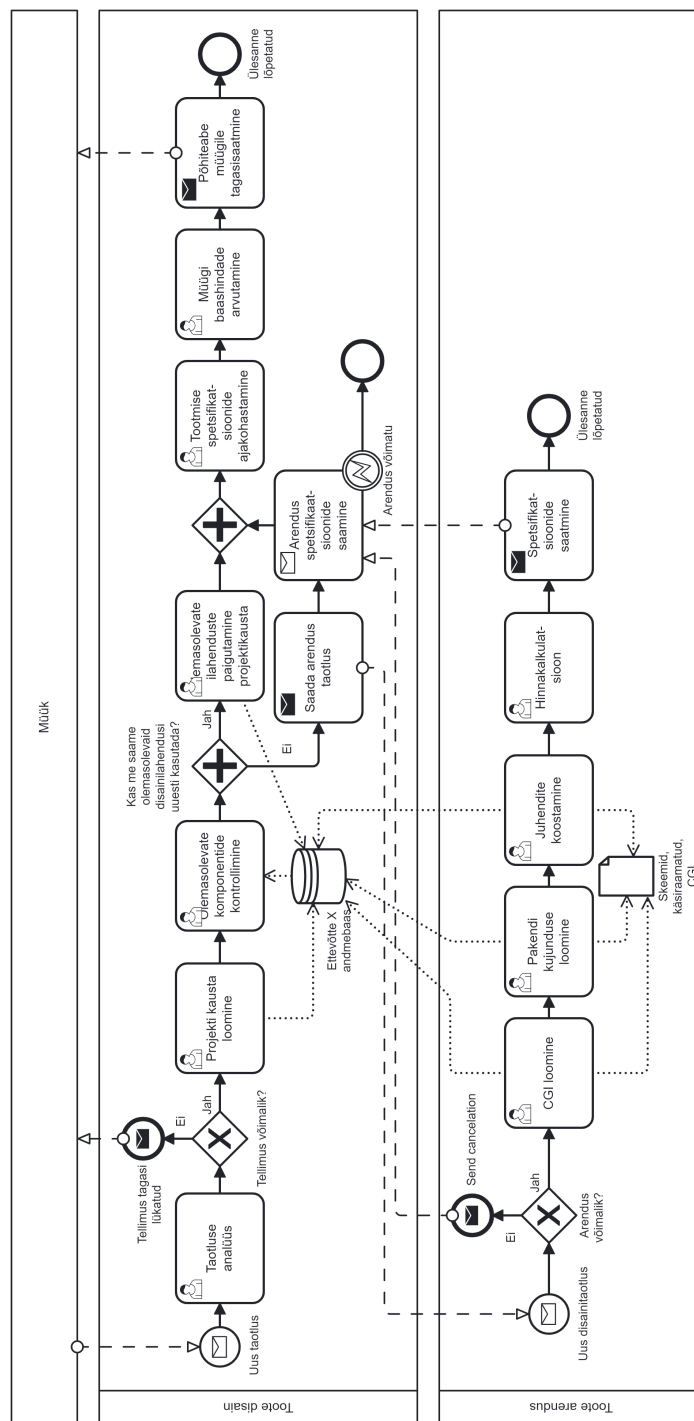 Müük
Toote disain
Uus taotlus
Taotluse
analüüs
Tellimus võimalik?
Ei
Jah
Tellimus tagasi
lükatud
Projekti kausta
loomine
Olemasolevate
komponentide
kontrollimine
Ettevõtte X
andmebaas
Kas me saame
olemasolevaid
disainilahendusi
uuesti kasutada?
Jah
Ei
ilahenduste
paigutamine
projektikausta
Saada arendus
taotlus
Arendus
spetsifikaat-
sioonide
saamine
Arendus võimatu
Tootmise
spetsifikat-
sioonide
ajakohastamine
Müügi
baashindade
arvutamine
Põhiteabe
müügile
tagasisaatmine
Ülesanne
lõpetatud
Toote arendus
Uus disainitaotlus
Arendus
võimalik?
Ei
Jah
Send cancelation
CGI loomine
Pakendi
kujunduse
loomine
Juhendite
koostamine
Skeemid,
käsiraamatud,
CGI
Hinnakalkulat-
sioon
Spetsifikat-
sioonide
saatmine
Ülesanne
lõpetatud